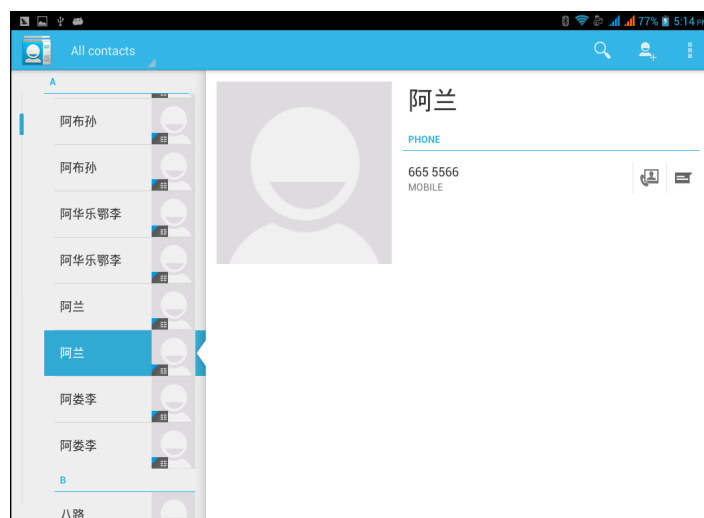 77% 5:14 PM
All contacts
A
阿布孙
阿布孙
阿华乐鄂李
阿华乐鄂李
阿兰
阿兰
阿娄李
阿娄李
B
八路
阿兰
PHONE
665 5566
MOBILE